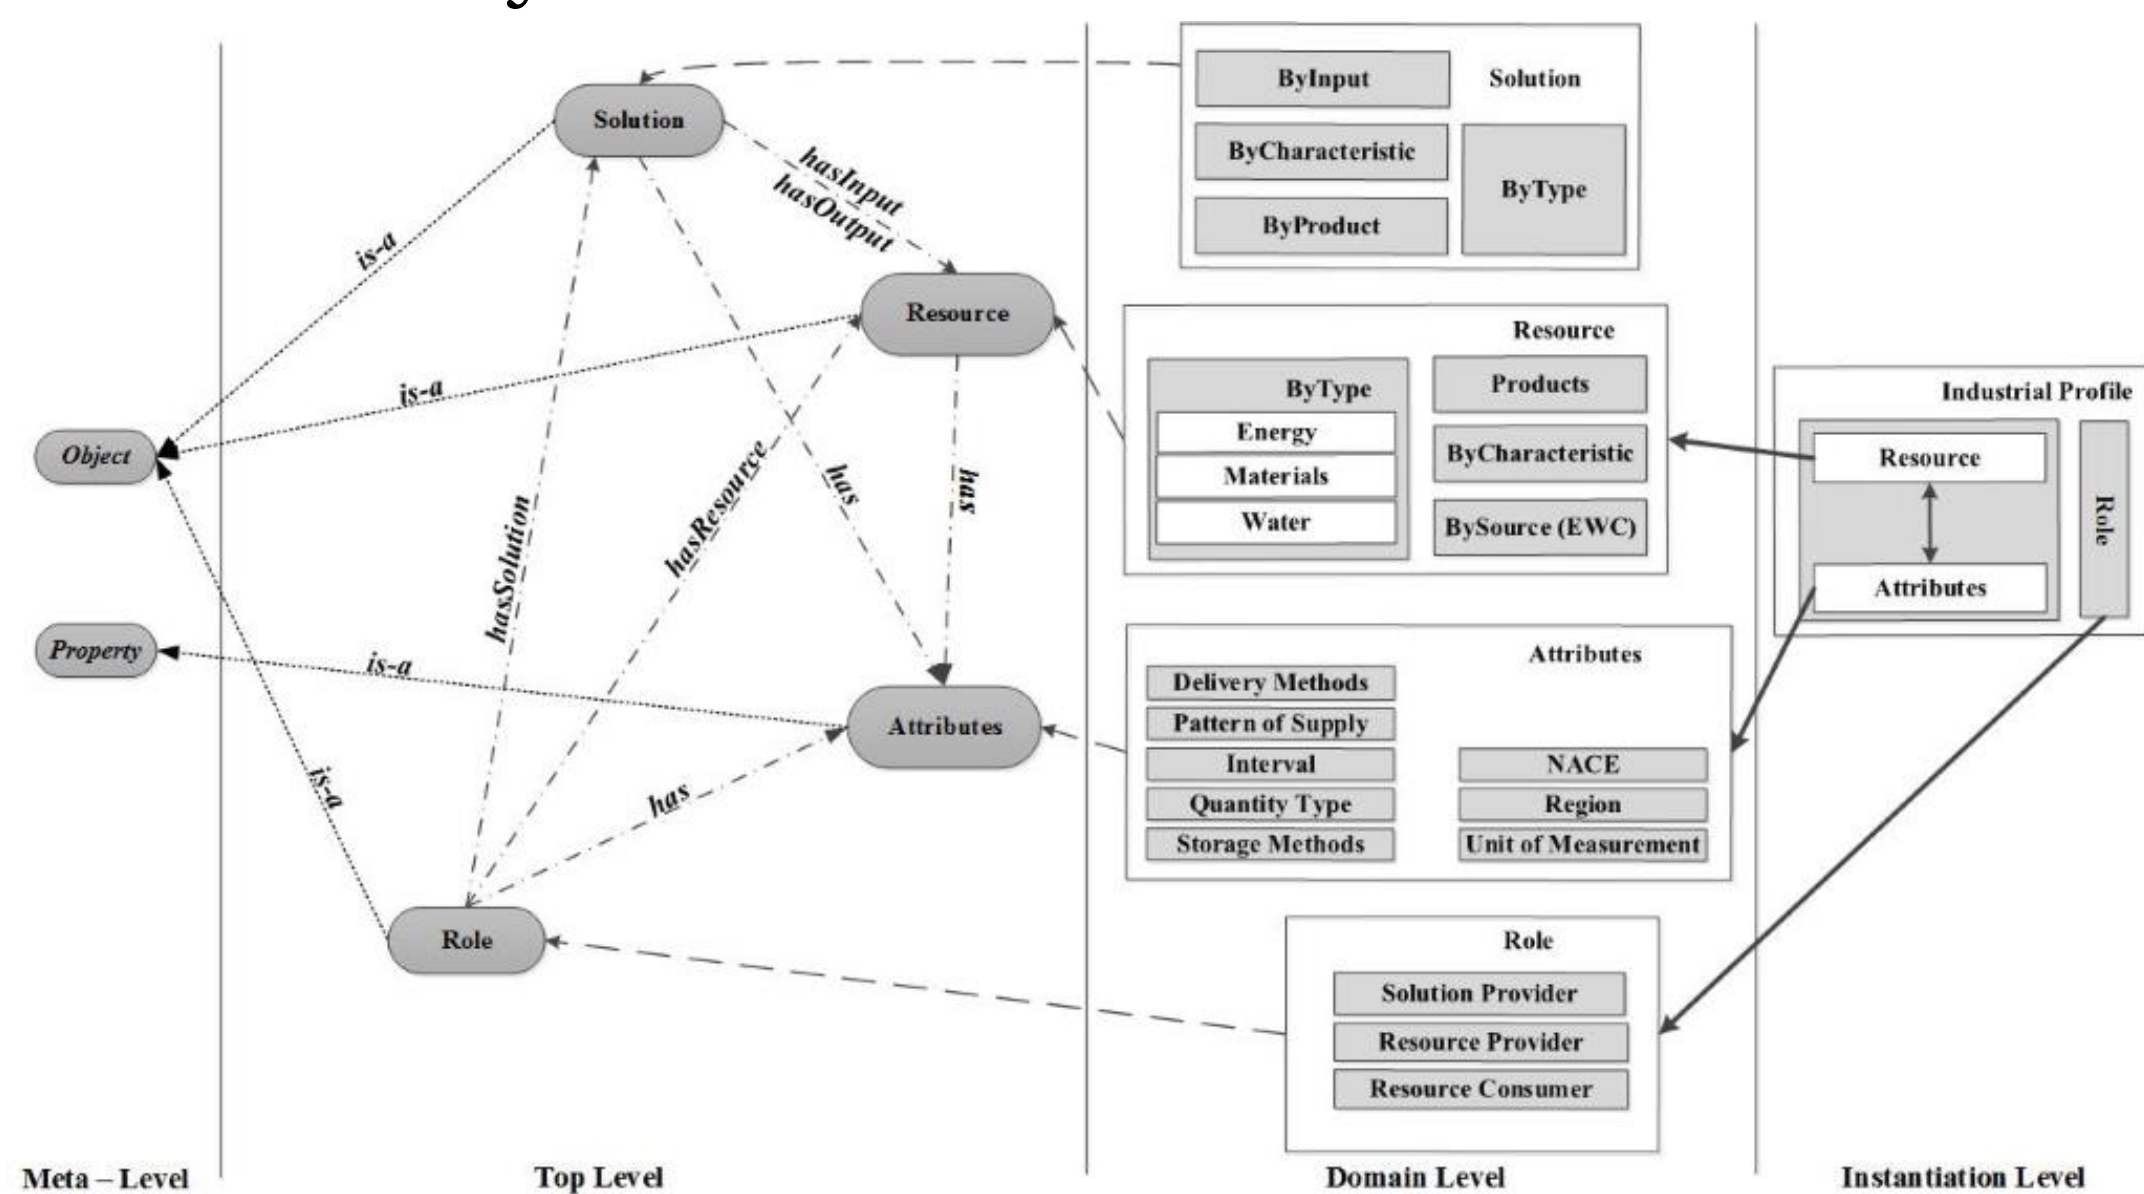 Solution
hasInput
hasOutput
is-a
Resource
is-a
Object
hasSolution
hasResource
has
has
Property
is-a
Attributes
has
is-a
Role
ByInput
Solution
ByCharacteristic
ByType
ByProduct
Resource
ByType
Products
Energy
ByCharacteristic
Materials
Water
BySource (EWC)
Attributes
Delivery Methods
Pattern of Supply
Interval
NACE
Quantity Type
Region
Storage Methods
Unit of Measurement
Role
Solution Provider
Resource Provider
Resource Consumer
Industrial Profile
Resource
Role
Attributes
Meta – Level
Top Level
Domain Level
Instantiation Level